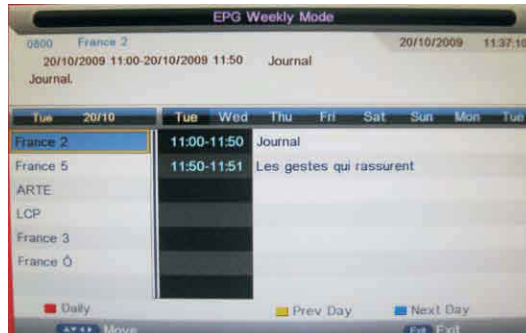 EPG Weekly Mode
0800 France 2 20/10/2009 11:37:10
20/10/2009 11:00-20/10/2009 11:50 Journal
Journal.
Tue 20/10 Tue Wed Thu Fri Sat Sun Mon Tue
France 2 11:00-11:50 Journal
France 5 11:50-11:51 Les gestes qui rassurent
ARTE
LCP
France 3
France Ô
Daily Prev Day Next Day
Move Exit Exit